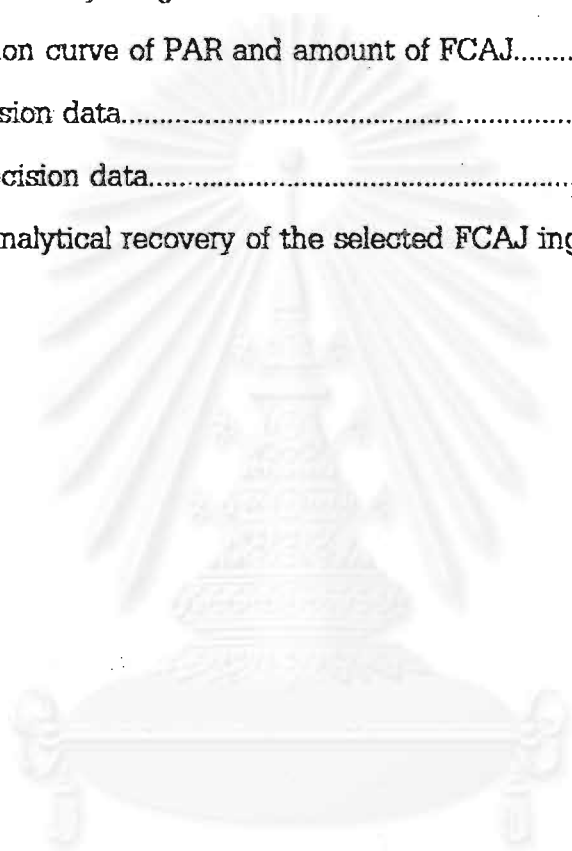 on curve of PAR and amount of FCAJ........
sion data............................................................
cision data.........................................................
nalytical recovery of the selected FCAJ ing